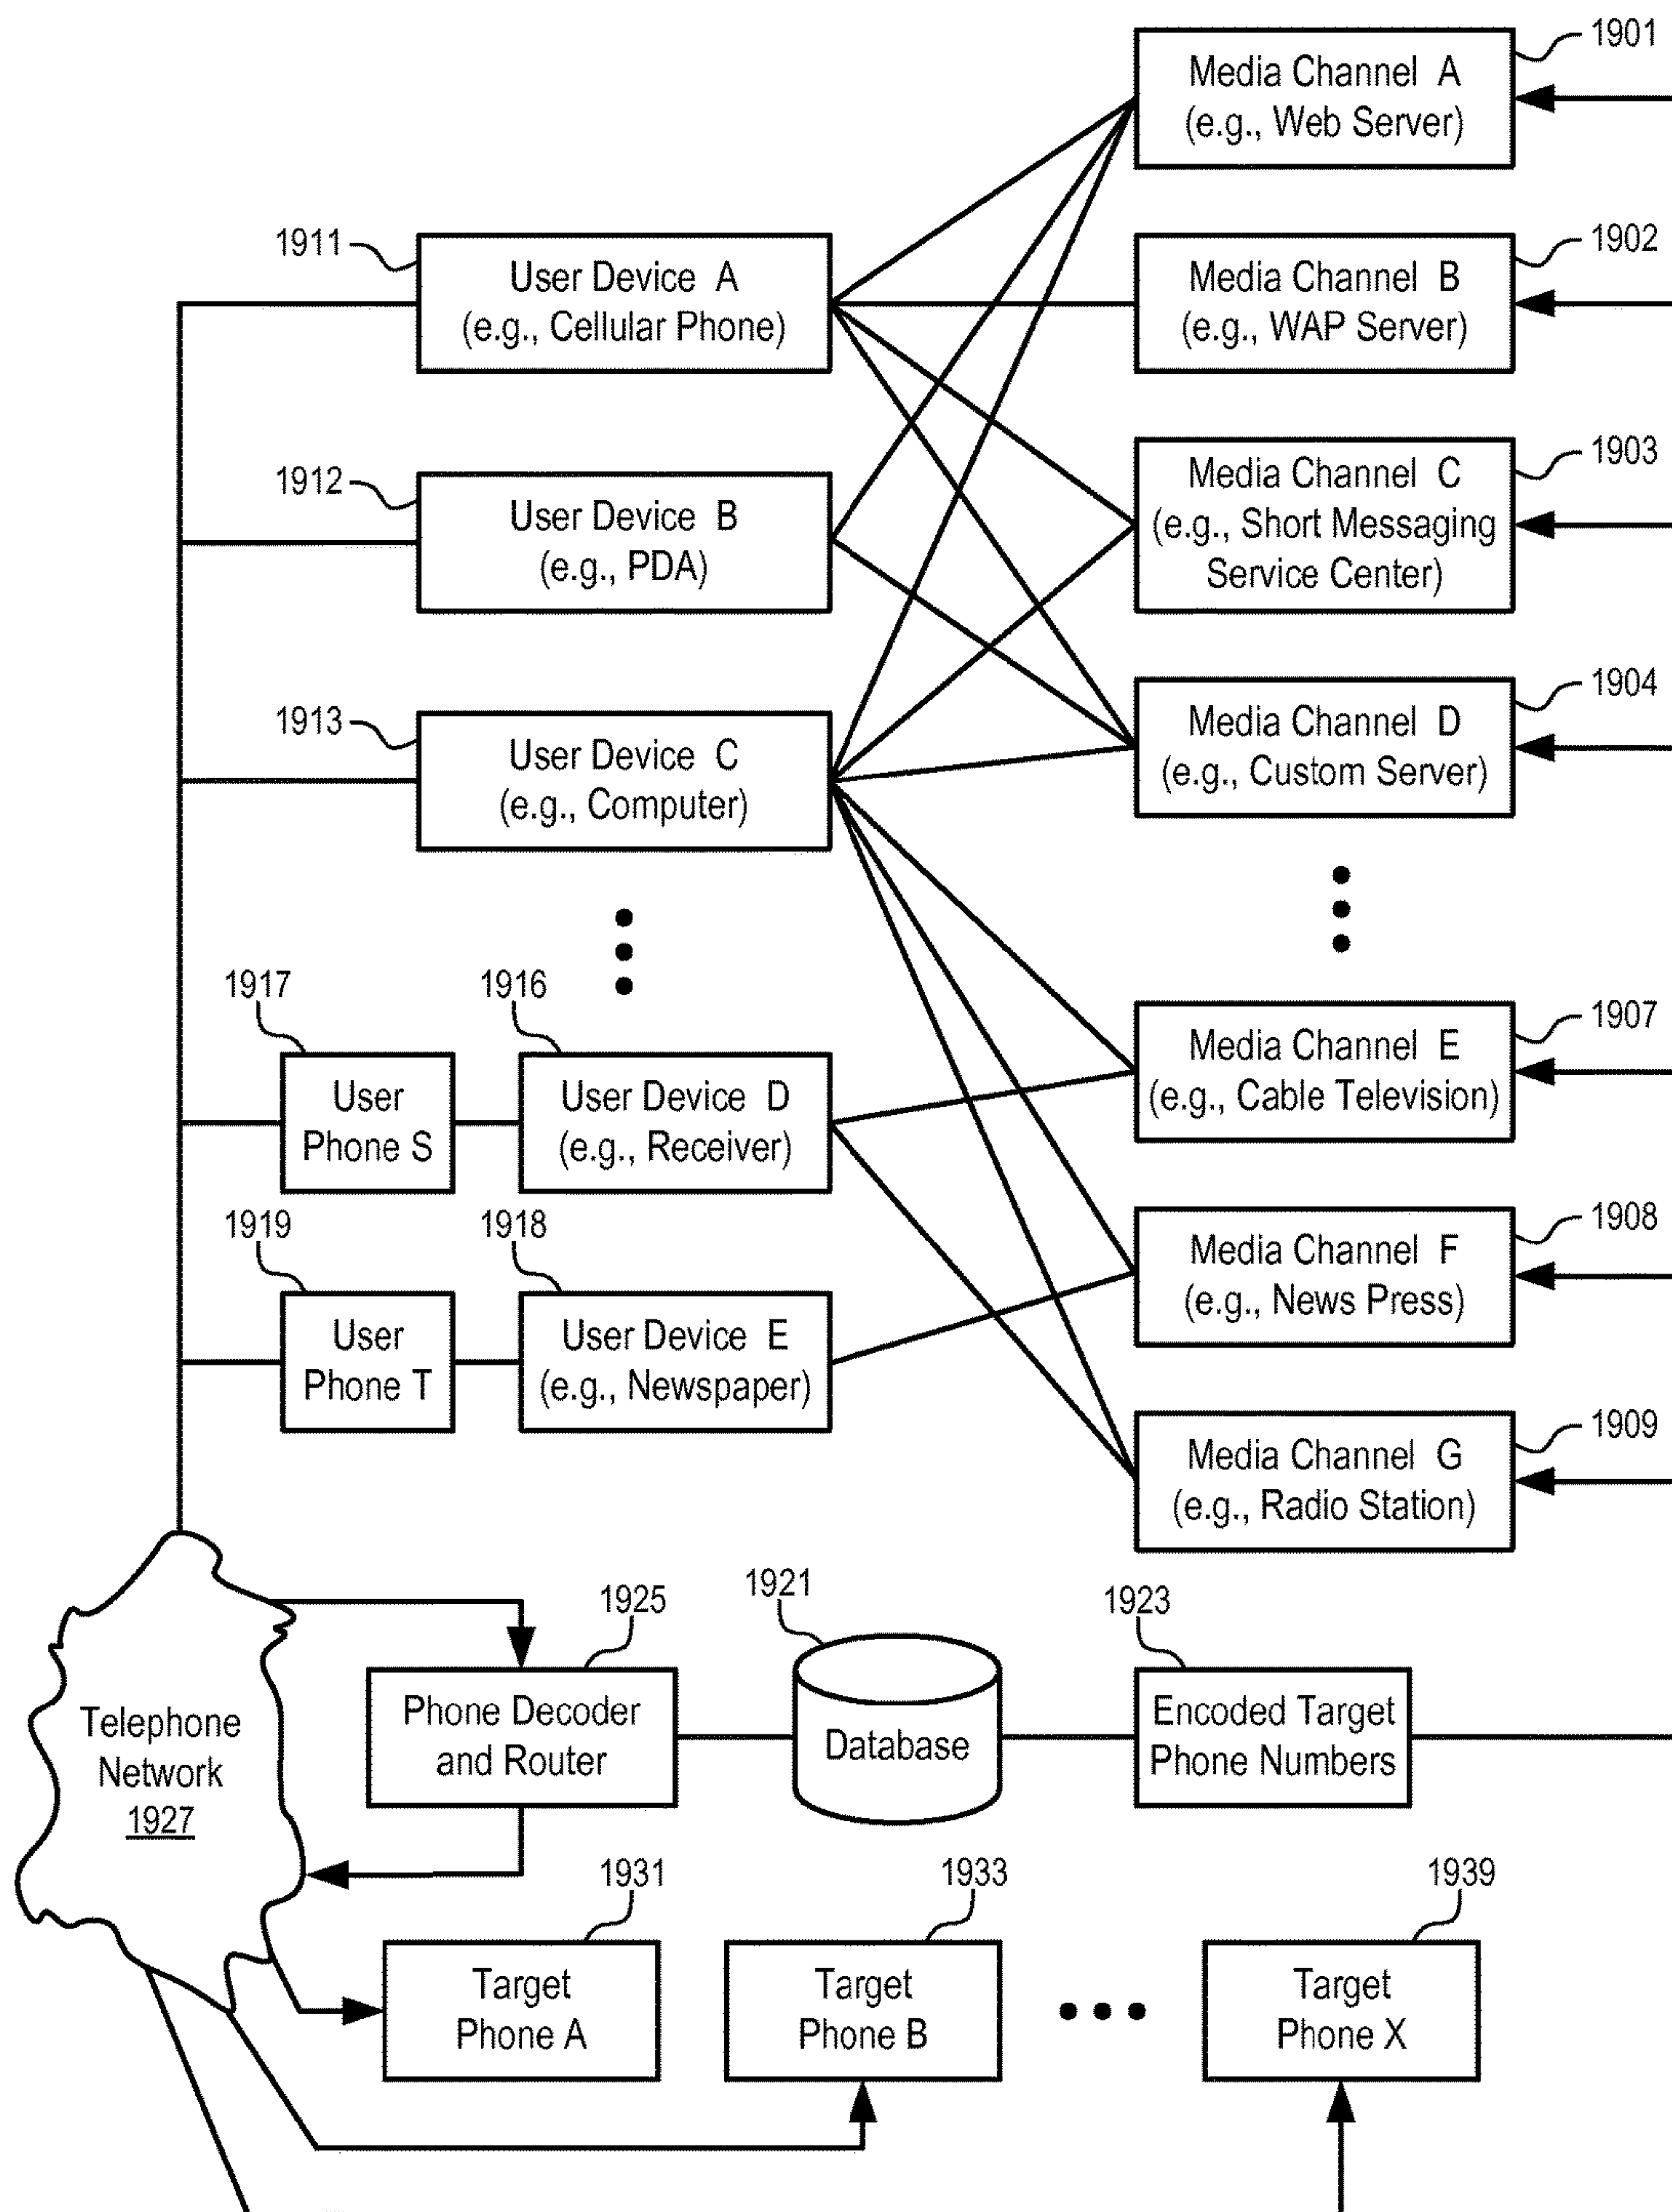 1901
Media Channel A
(e.g., Web Server)
1911
User Device A
(e.g., Cellular Phone)
1902
Media Channel B
(e.g., WAP Server)
1912
User Device B
(e.g., PDA)
1903
Media Channel C
(e.g., Short Messaging
Service Center)
1913
User Device C
(e.g., Computer)
1904
Media Channel D
(e.g., Custom Server)
1917
User
Phone S
1916
User Device D
(e.g., Receiver)
1907
Media Channel E
(e.g., Cable Television)
1919
User
Phone T
1918
User Device E
(e.g., Newspaper)
1908
Media Channel F
(e.g., News Press)
1909
Media Channel G
(e.g., Radio Station)
Telephone
Network
1927
1925
Phone Decoder
and Router
1921
Database
1923
Encoded Target
Phone Numbers
1931
Target
Phone A
1933
Target
Phone B
1939
Target
Phone X